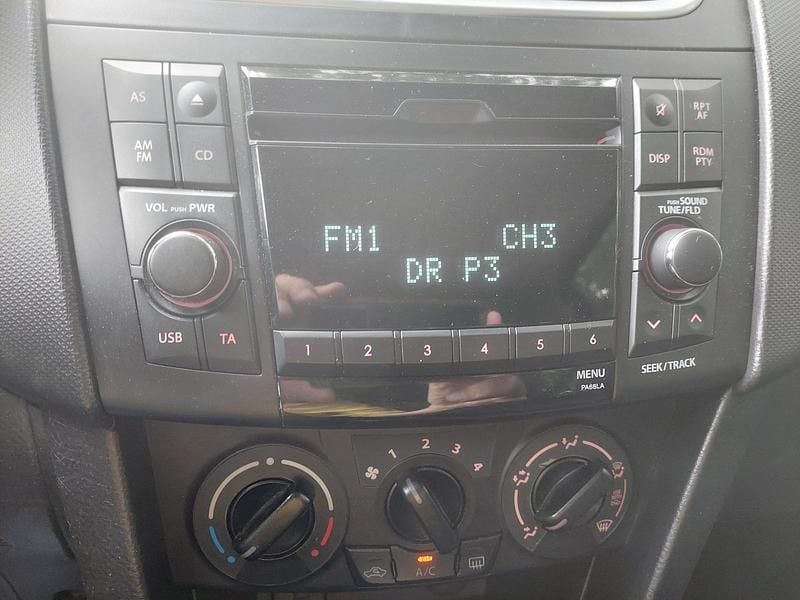 AS
AM
FM
CD
VOL PUSH PWR
USB
TA
FM1 CH3
DR P3
1 2 3 4 5 6
MENU
PA68LA
RPT
AF
DISP
RDM
PTY
PUSH SOUND
TUNE/FLD
SEEK/TRACK
1 2 3 4
A/C